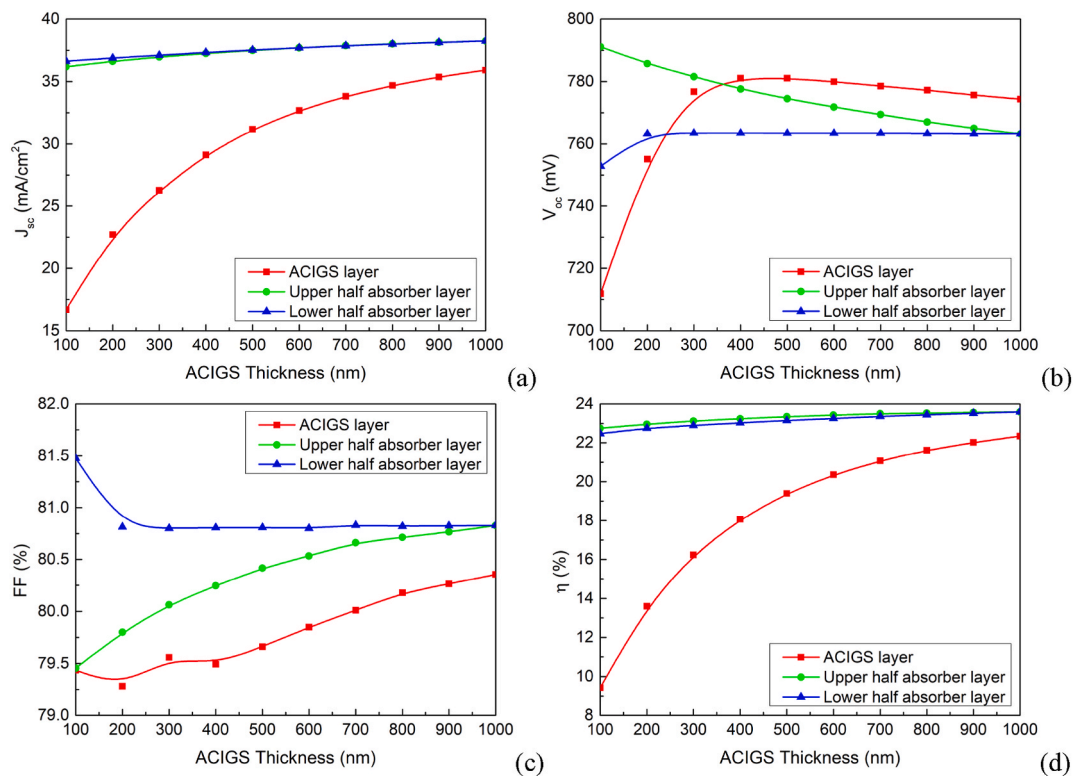 40
35
30
25
20
15
J_sc (mA/cm²)
ACIGS layer
Upper half absorber layer
Lower half absorber layer
100 200 300 400 500 600 700 800 900 1000
ACIGS Thickness (nm)
(a)
800
780
760
740
720
700
V_oc (mV)
ACIGS layer
Upper half absorber layer
Lower half absorber layer
100 200 300 400 500 600 700 800 900 1000
ACIGS Thickness (nm)
(b)
82.0
81.5
81.0
80.5
80.0
79.5
79.0
FF (%)
ACIGS layer
Upper half absorber layer
Lower half absorber layer
100 200 300 400 500 600 700 800 900 1000
ACIGS Thickness (nm)
(c)
24
22
20
18
16
14
12
10
8
η (%)
ACIGS layer
Upper half absorber layer
Lower half absorber layer
100 200 300 400 500 600 700 800 900 1000
ACIGS Thickness (nm)
(d)